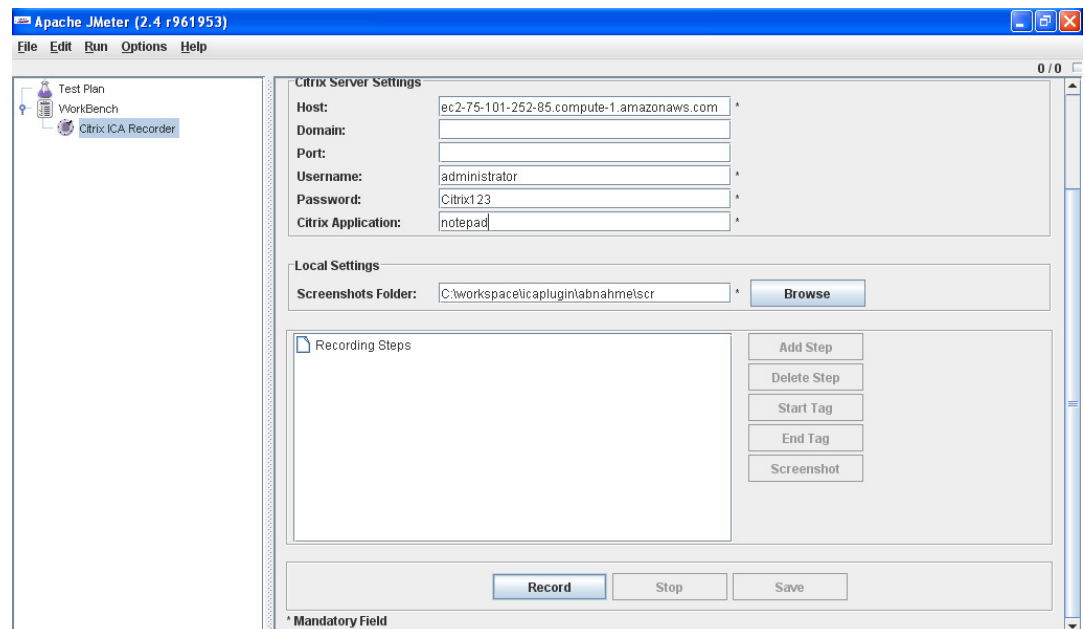 Apache JMeter (2.4 r961953)
File Edit Run Options Help
0 / 0
Test Plan
WorkBench
Citrix ICA Recorder
Citrix Server Settings
Host: ec2-75-101-252-85.compute-1.amazonaws.com *
Domain:
Port:
Username: administrator *
Password: Citrix123 *
Citrix Application: notepad *
Local Settings
Screenshots Folder: C:\workspace\icaplugin\abnahme\scr * Browse
Recording Steps
Add Step
Delete Step
Start Tag
End Tag
Screenshot
Record Stop Save
* Mandatory Field